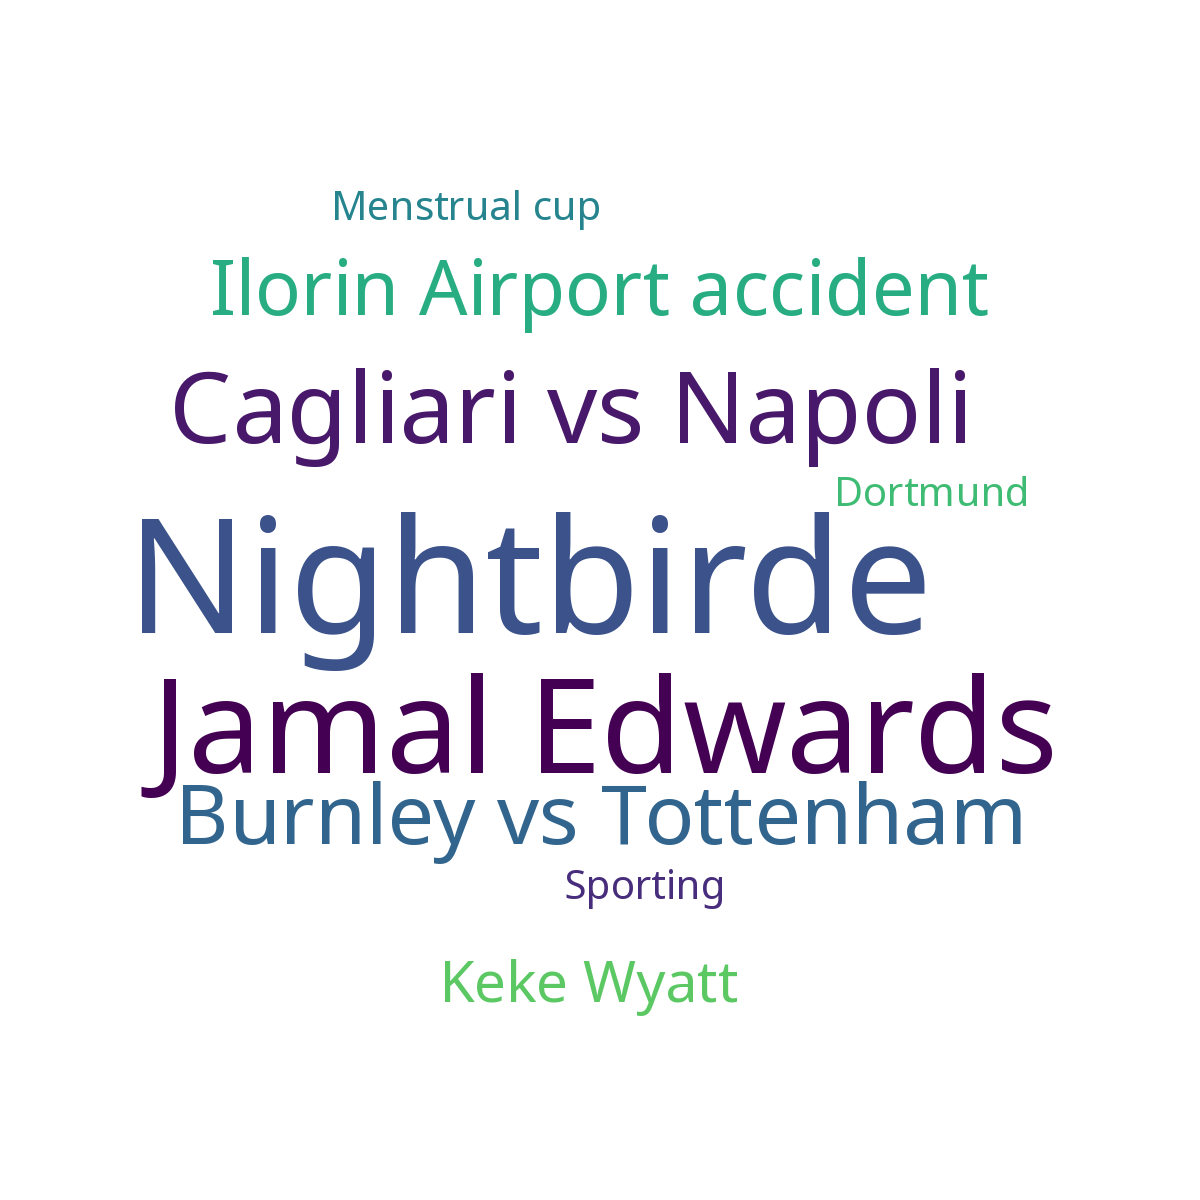 Menstrual cup
Ilorin Airport accident
Cagliari vs Napoli
Dortmund
Nightbirde
Jamal Edwards
Burnley vs Tottenham
Sporting
Keke Wyatt